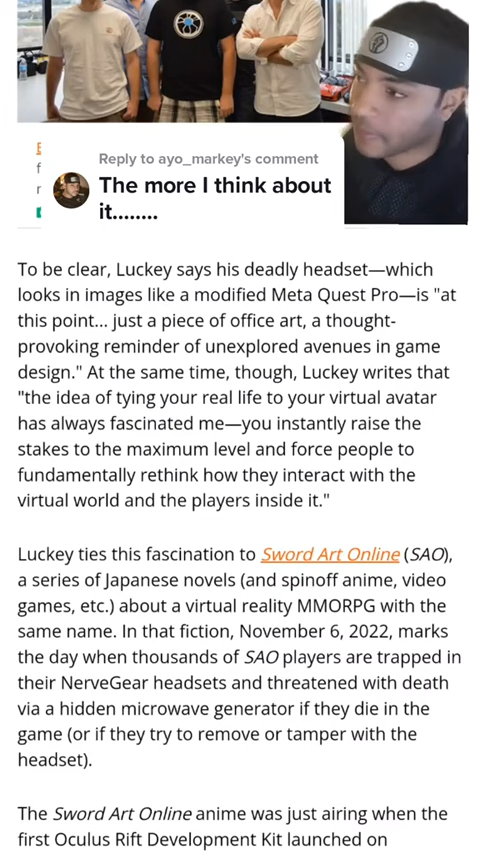 Reply to ayo_markey's comment
The more I think about
it........
f
r
To be clear, Luckey says his deadly headset—which
looks in images like a modified Meta Quest Pro—is "at
this point... just a piece of office art, a thought-
provoking reminder of unexplored avenues in game
design." At the same time, though, Luckey writes that
"the idea of tying your real life to your virtual avatar
has always fascinated me—you instantly raise the
stakes to the maximum level and force people to
fundamentally rethink how they interact with the
virtual world and the players inside it."
Luckey ties this fascination to Sword Art Online (SAO),
a series of Japanese novels (and spinoff anime, video
games, etc.) about a virtual reality MMORPG with the
same name. In that fiction, November 6, 2022, marks
the day when thousands of SAO players are trapped in
their NerveGear headsets and threatened with death
via a hidden microwave generator if they die in the
game (or if they try to remove or tamper with the
headset).
The Sword Art Online anime was just airing when the
first Oculus Rift Development Kit launched on